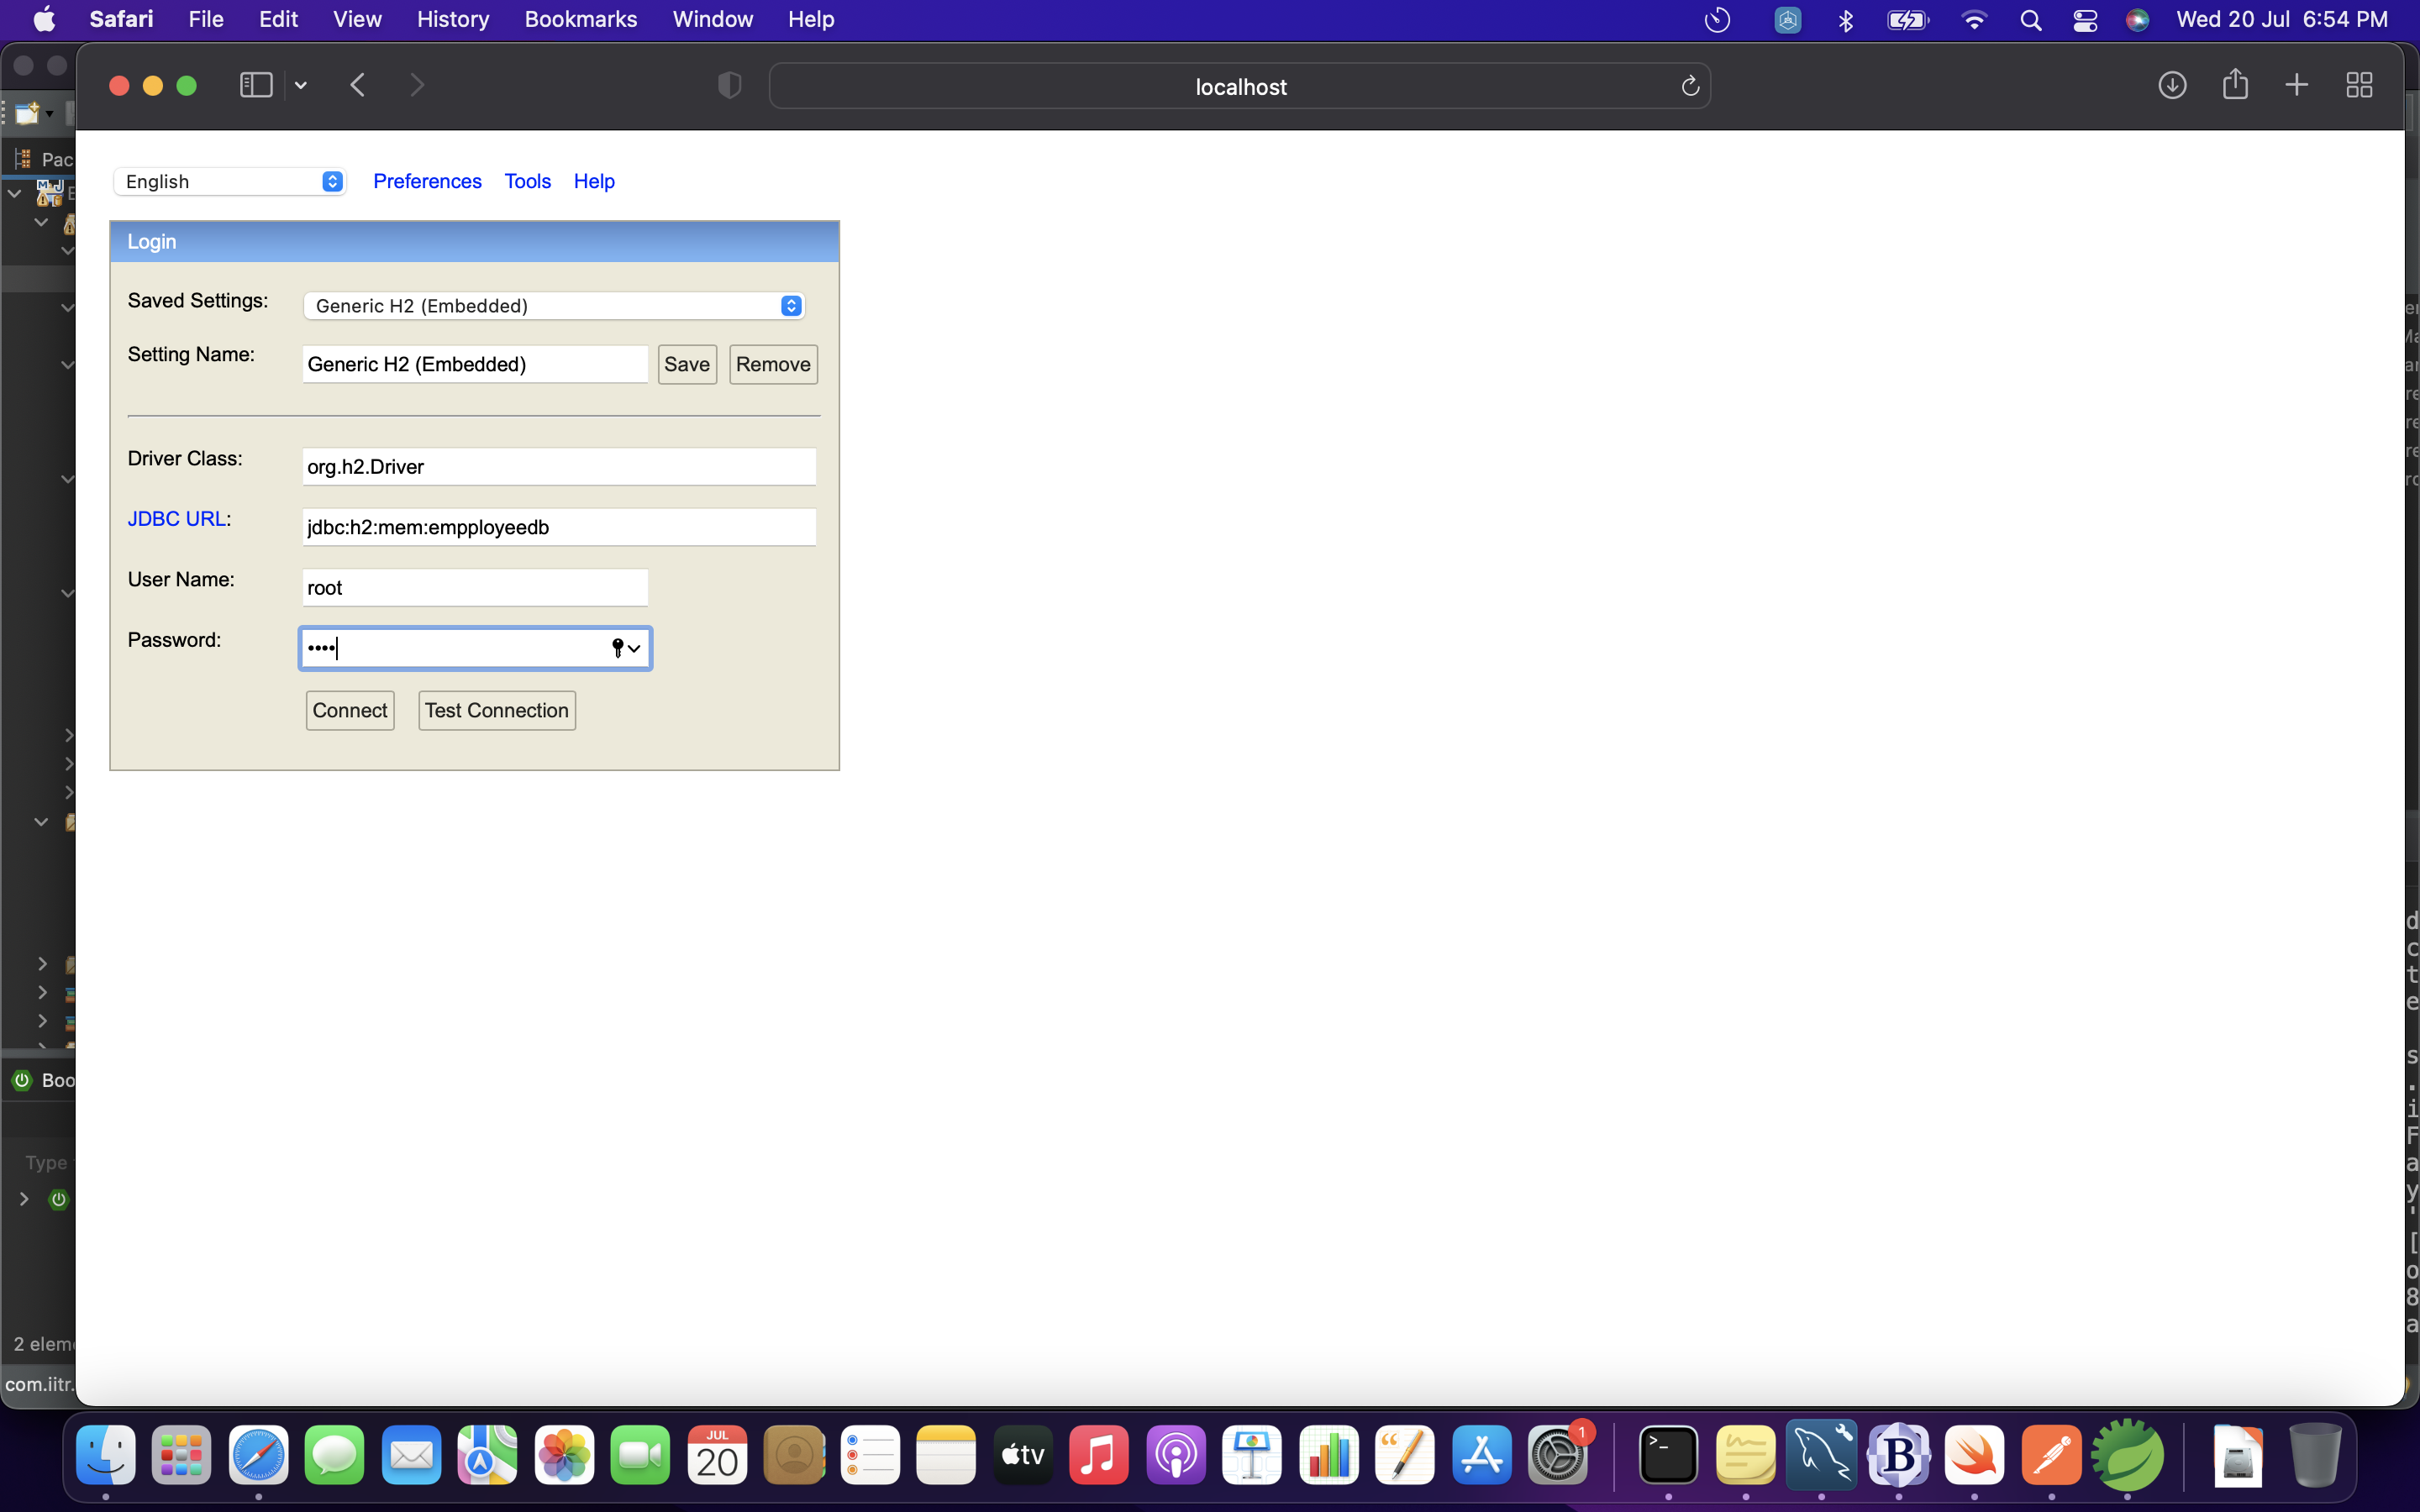 Safari File Edit View History Bookmarks Window Help Wed 20 Jul 6:54 PM
localhost
Pac
English Preferences Tools Help
Login
Saved Settings: Generic H2 (Embedded)
Setting Name: Generic H2 (Embedded) Save Remove
Driver Class: org.h2.Driver
JDBC URL: jdbc:h2:mem:empployeedb
User Name: root
Password: ••••
Connect Test Connection
Boo
Type
2 elem
com.iitr.
JUL
20
tv
1